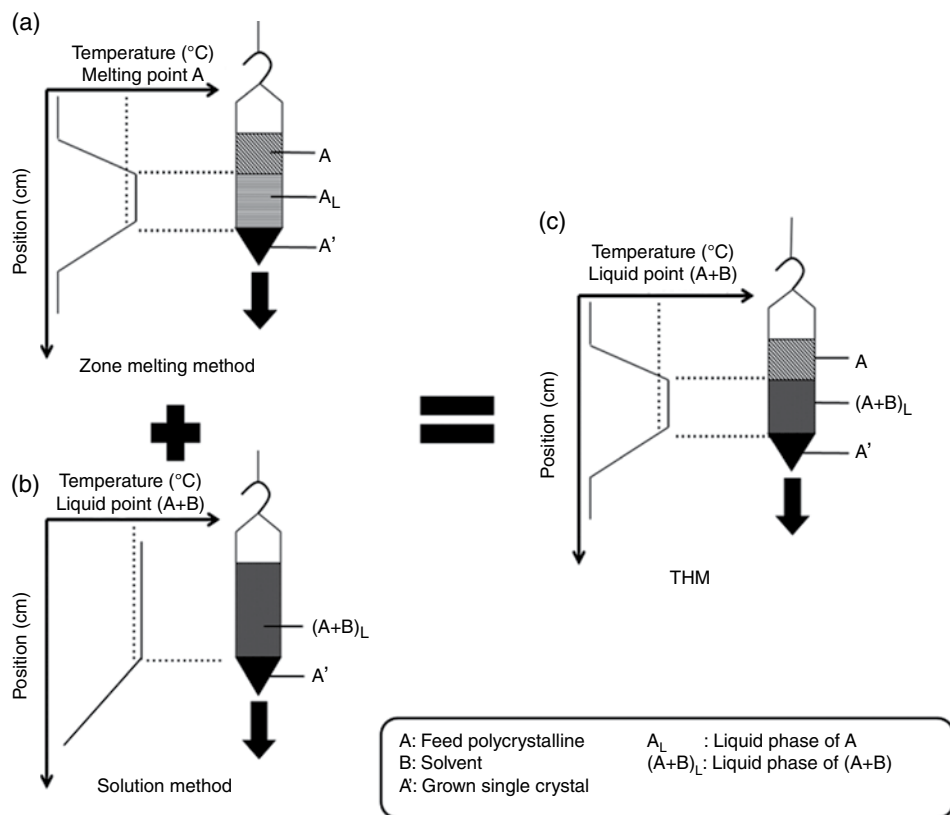 (a)
Temperature (°C)
Melting point A
Position (cm)
A
A_L
A'
Zone melting method
(b)
Temperature (°C)
Liquid point (A+B)
Position (cm)
(A+B)_L
A'
Solution method
(c)
Temperature (°C)
Liquid point (A+B)
Position (cm)
A
(A+B)_L
A'
THM
A: Feed polycrystalline
B: Solvent
A': Grown single crystal
A_L : Liquid phase of A
(A+B)_L: Liquid phase of (A+B)